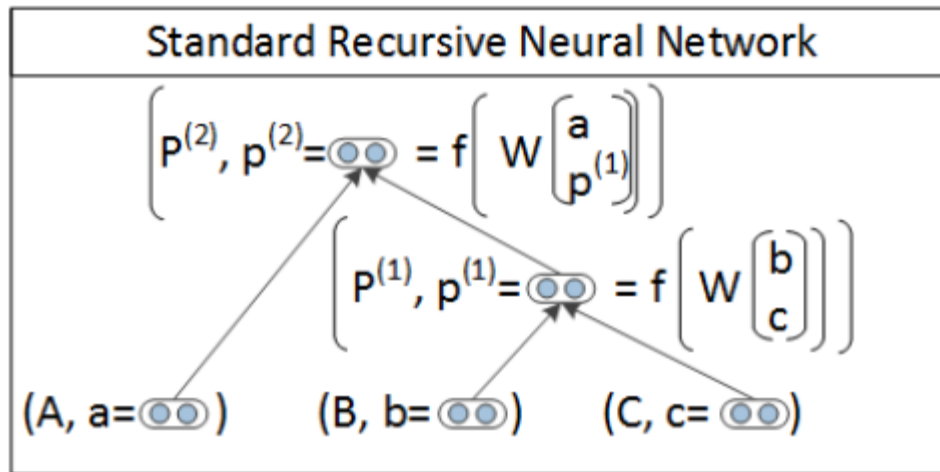 Standard Recursive Neural Network
(P^(2), p^(2)= = f(W(a p^(1))))
(P^(1), p^(1)= = f(W(b c)))
(A, a= ) (B, b= ) (C, c= )